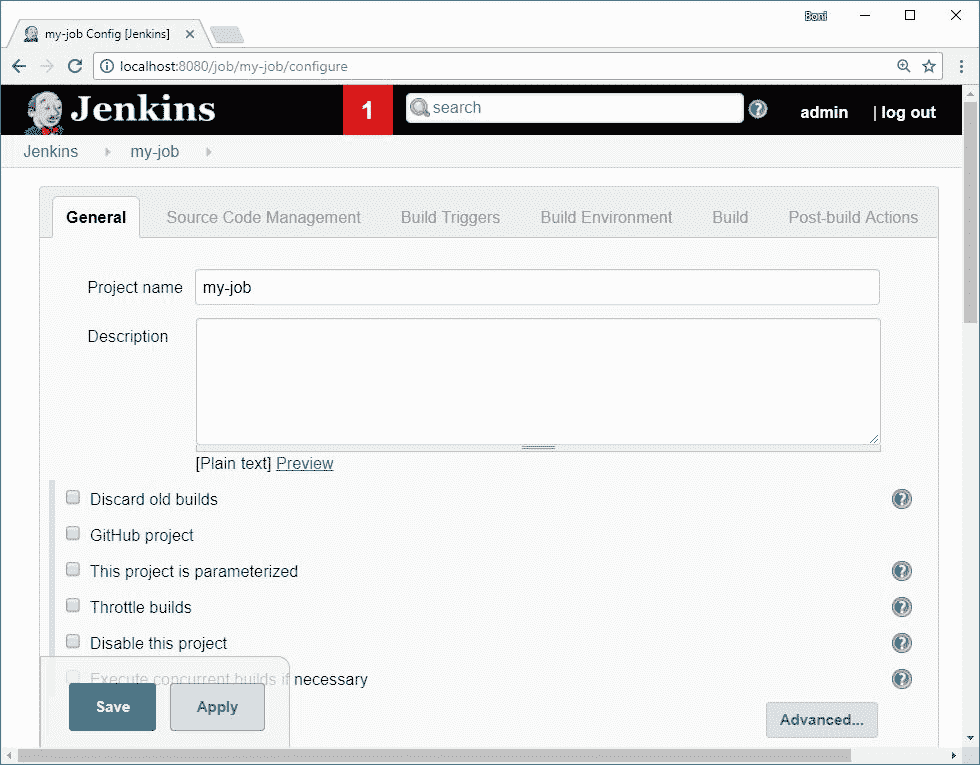 Boni
my-job Config [Jenkins]
localhost:8080/job/my-job/configure
Jenkins 1 search ? admin | log out
Jenkins my-job
General Source Code Management Build Triggers Build Environment Build Post-build Actions
Project name my-job
Description
[Plain text] Preview
Discard old builds ?
GitHub project
This project is parameterized ?
Throttle builds ?
Disable this project ?
Execute concurrent builds if necessary ?
Save Apply
Advanced...